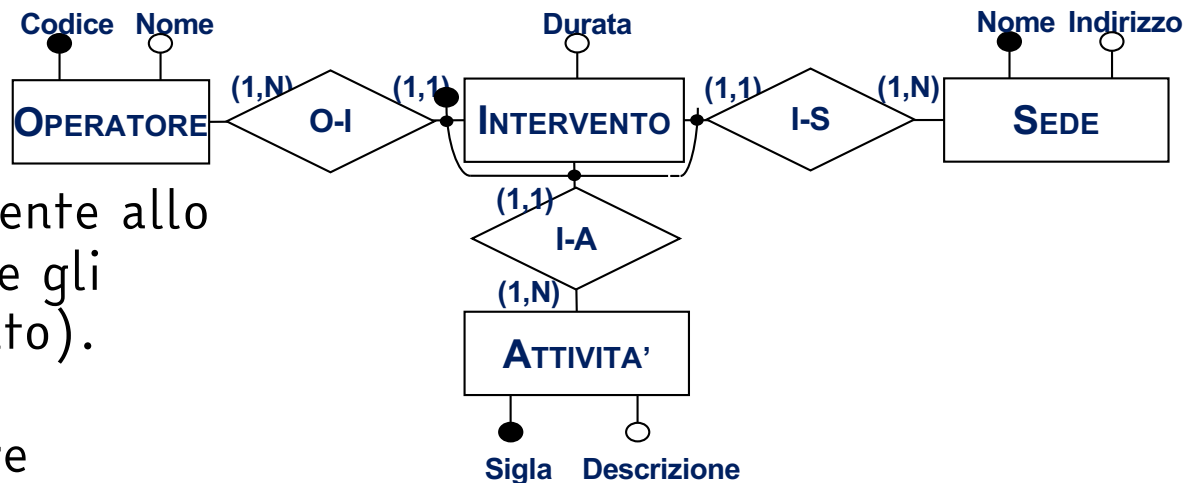 Codice Nome Durata Nome Indirizzo
(1,N) (1,1) (1,1) (1,N)
OPERATORE O-I INTERVENTO I-S SEDE
ente allo
e gli
to).
(1,1)
I-A
(1,N)
ATTIVITA’
re
Sigla Descrizione